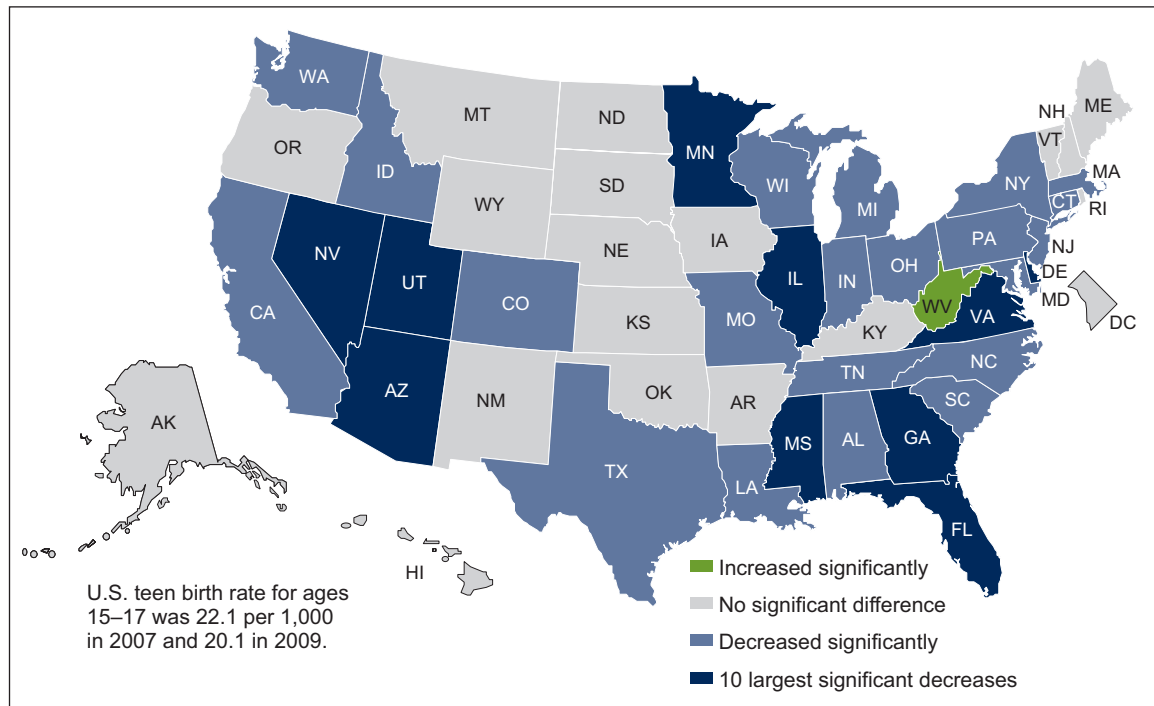 WA
MT
ND
MN
OR
ID
WY
SD
WI
MI
NY
NH
VT
ME
MA
CT
RI
NV
UT
CO
NE
IA
IL
IN
OH
PA
NJ
DE
MD
DC
CA
KS
MO
KY
WV
VA
AZ
NM
OK
AR
TN
NC
SC
AK
TX
LA
MS
AL
GA
FL
HI
U.S. teen birth rate for ages
15–17 was 22.1 per 1,000
in 2007 and 20.1 in 2009.
Increased significantly
No significant difference
Decreased significantly
10 largest significant decreases